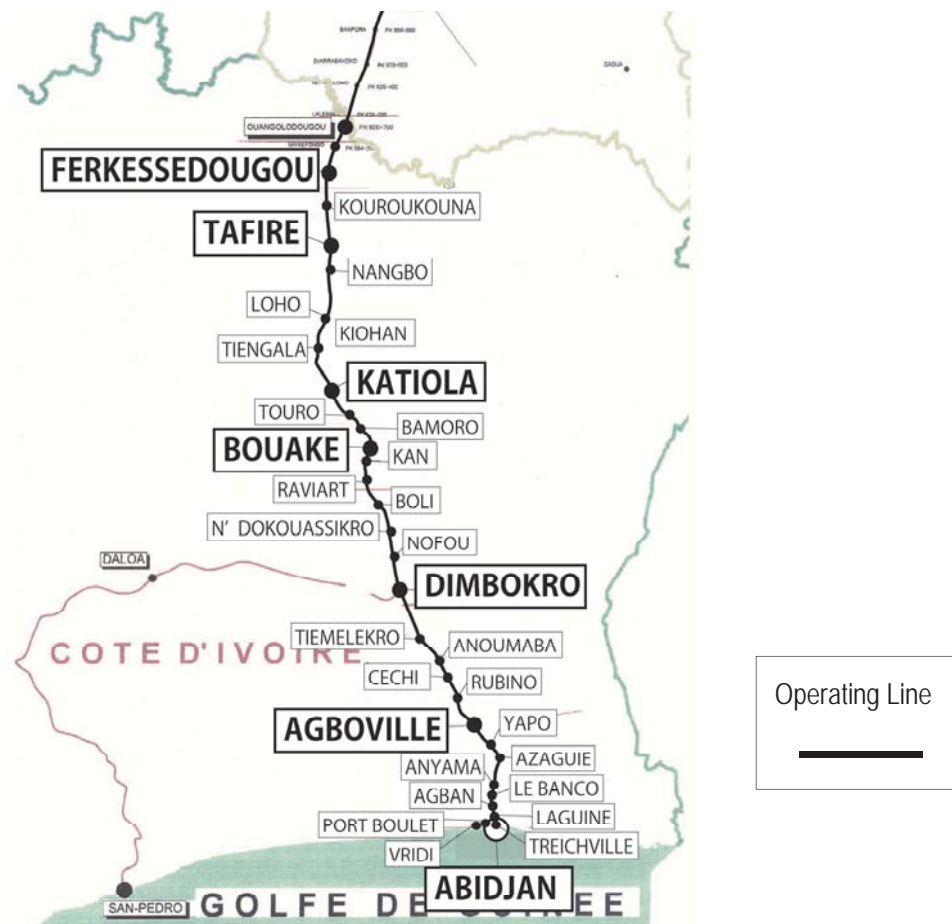 BANFORA
PK
OUANGOLODOUGOU
FERKESSEDOUGOU
KOUROUKOUNA
TAFIRE
NANGBO
LOHO
KIOHAN
TIENGALA
KATIOLA
TOURO
BAMORO
BOUAKE
KAN
RAVIART
BOLI
N' DOKOUASSIKRO
NOFOU
DALOA
DIMBOKRO
TIEMELEKRO
ANOUMABA
COTE D'IVOIRE
CECHI
RUBINO
Operating Line
AGBOVILLE
YAPO
AZAGUIE
ANYAMA
LE BANCO
AGBAN
LAGUINE
PORT BOULET
TREICHVILLE
VRIDI
ABIDJAN
SAN-PEDRO
GOLFE DE GUINEE